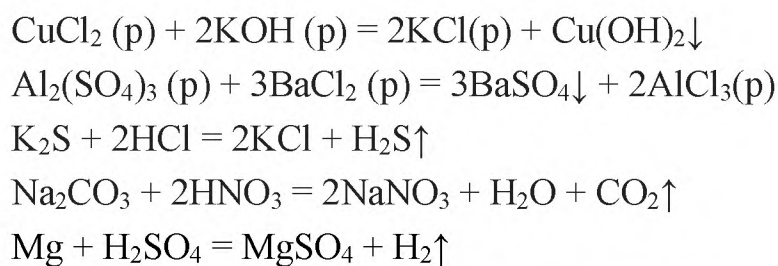 CuCl₂ (р) + 2KOH (р) = 2KCl(р) + Cu(OH)₂↓
Al₂(SO₄)₃ (р) + 3BaCl₂ (р) = 3BaSO₄↓ + 2AlCl₃(р)
K₂S + 2HCl = 2KCl + H₂S↑
Na₂CO₃ + 2HNO₃ = 2NaNO₃ + H₂O + CO₂↑
Mg + H₂SO₄ = MgSO₄ + H₂↑